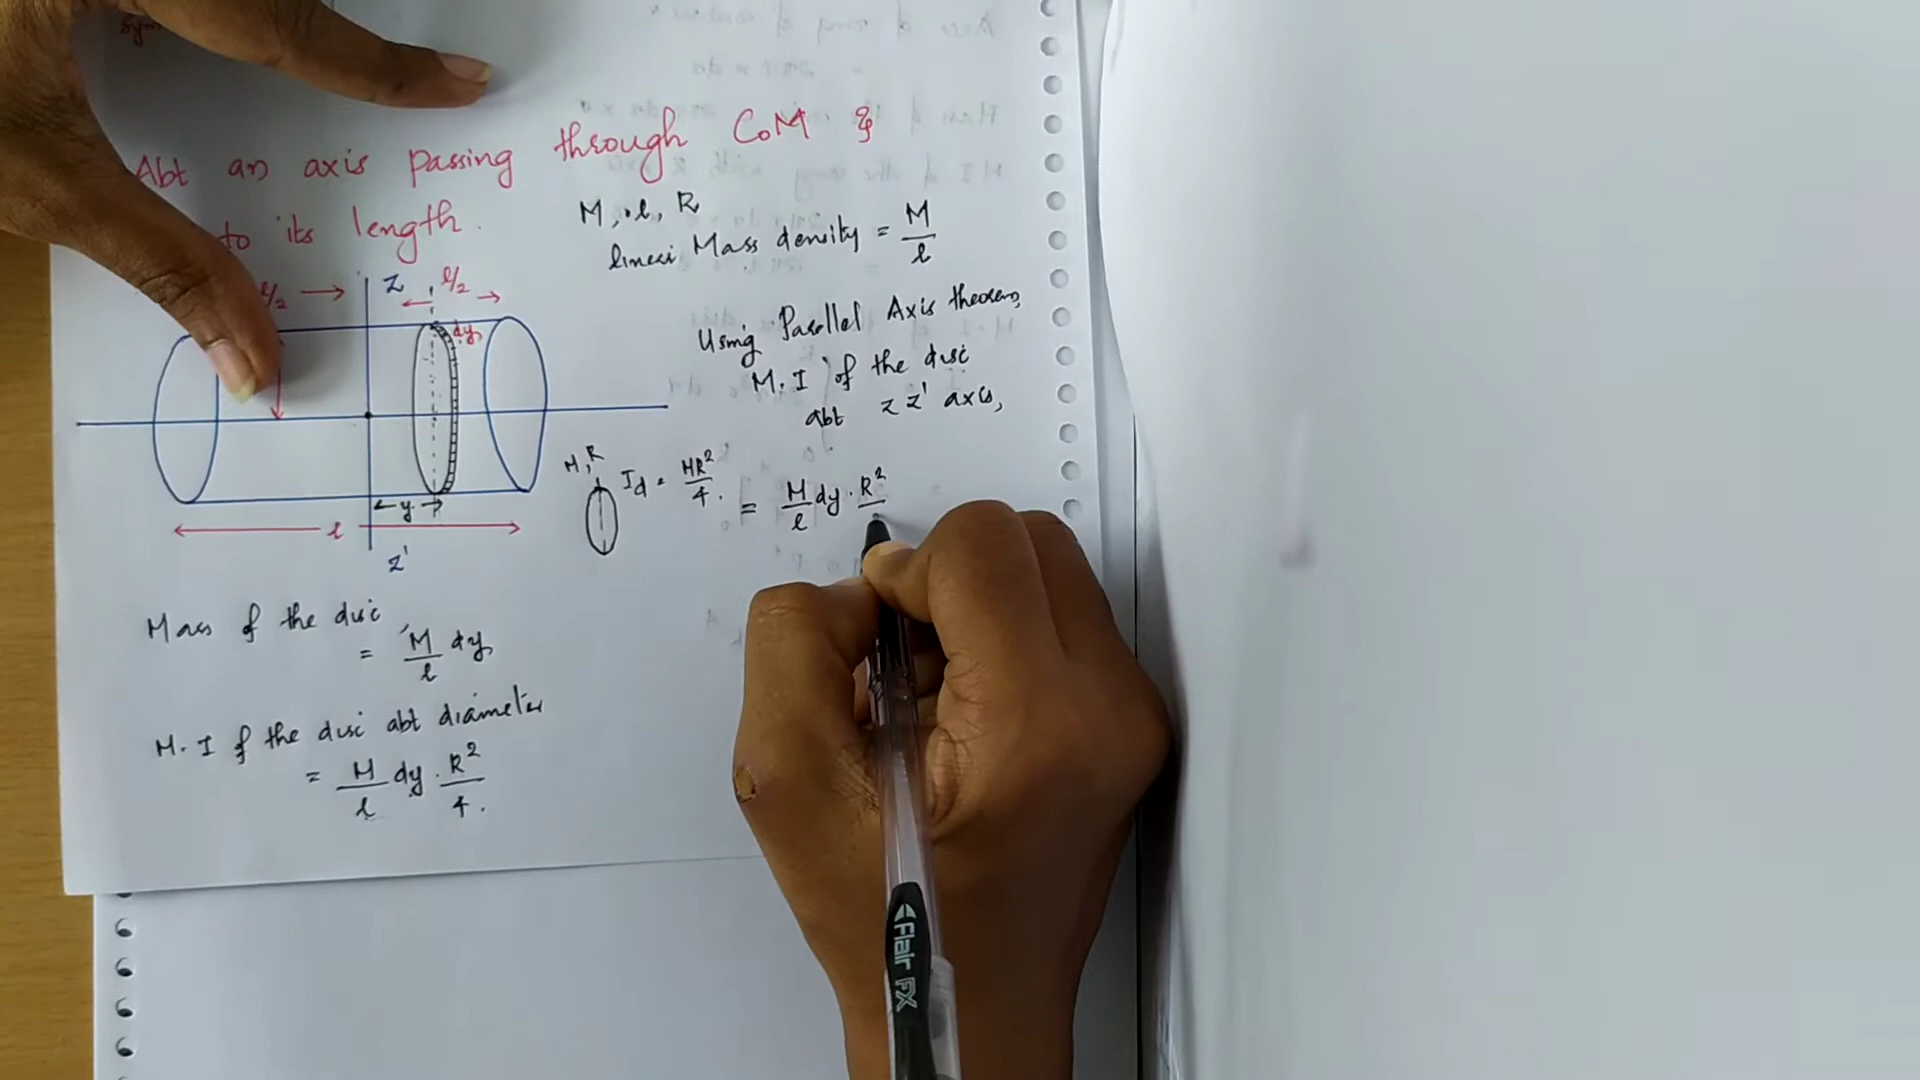 Abt an axis passing through CoM &
to its length.
M, l, R
linear Mass density = M/l
l/2
Z
l/2
dy
Using Parallel Axis theorem,
M.I of the disc
abt zz' axis,
M, R
I_d = MR²/4.
= M/l dy . R²/
y
l
z'
Mass of the disc,
= M/l dy
M.I of the disc abt diameter
= M/l dy . R²/4.
Flair FX